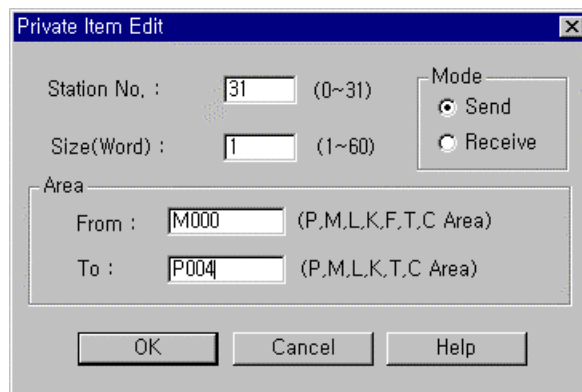 Private Item Edit
Station No. : 31 (0~31)
Size(Word) : 1 (1~60)
Mode
Send
Receive
Area
From : M000 (P,M,L,K,F,T,C Area)
To : P004 (P,M,L,K,T,C Area)
OK Cancel Help